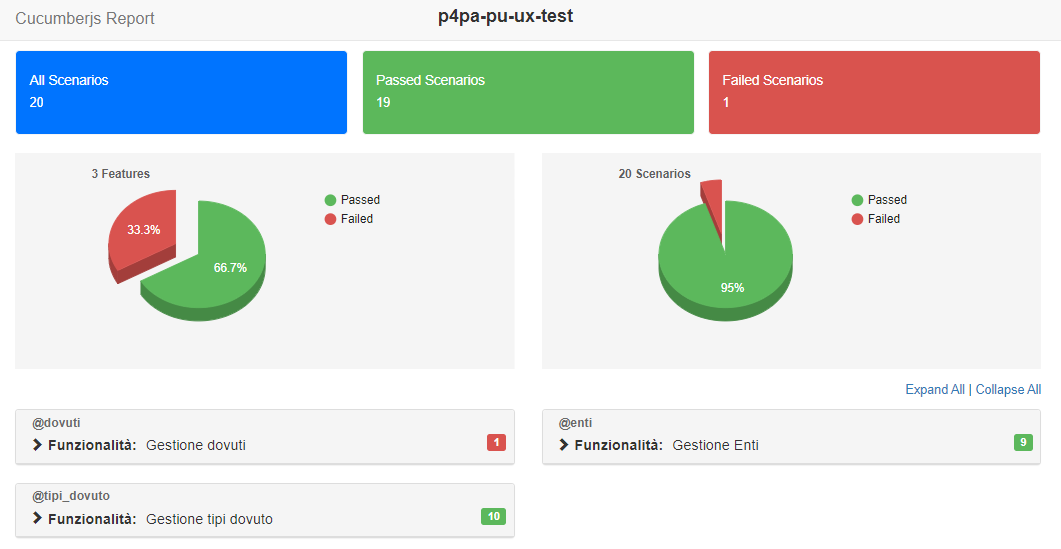 Cucumberjs Report
p4pa-pu-ux-test
All Scenarios
20
Passed Scenarios
19
Failed Scenarios
1
3 Features
33.3%
66.7%
Passed
Failed
20 Scenarios
95%
Passed
Failed
Expand All | Collapse All
@dovuti
Funzionalità: Gestione dovuti 1
@enti
Funzionalità: Gestione Enti 9
@tipi_dovuto
Funzionalità: Gestione tipi dovuto 10